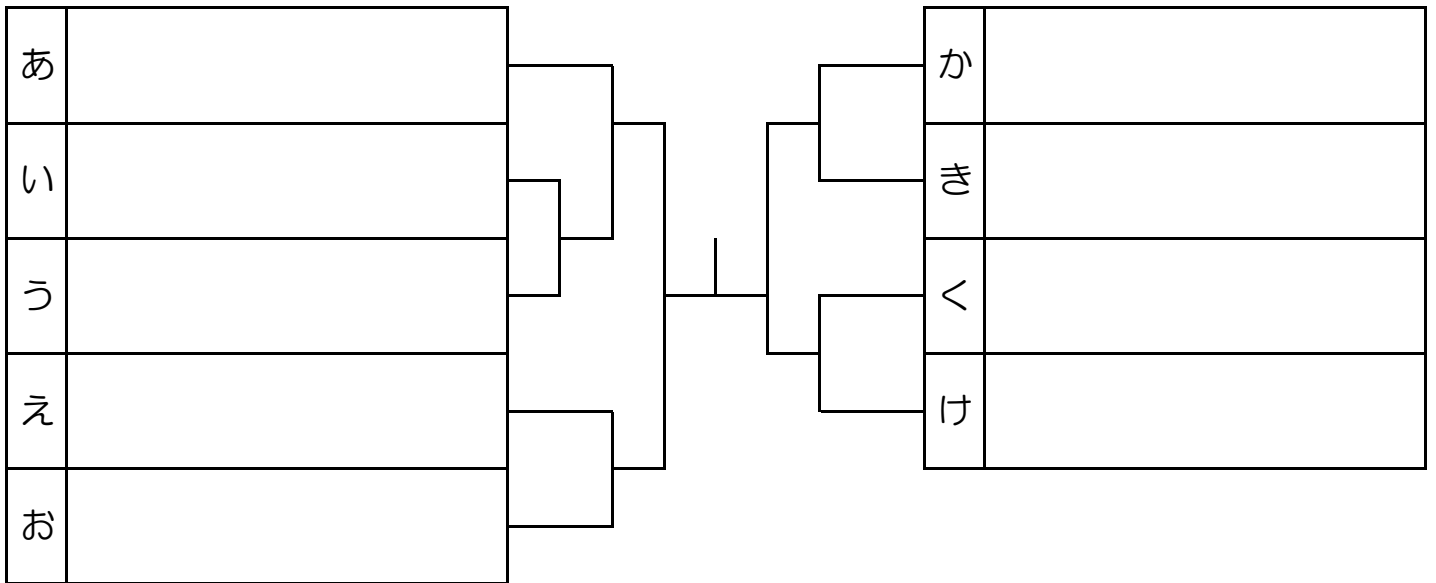 あ
い
う
え
お
か
き
く
け